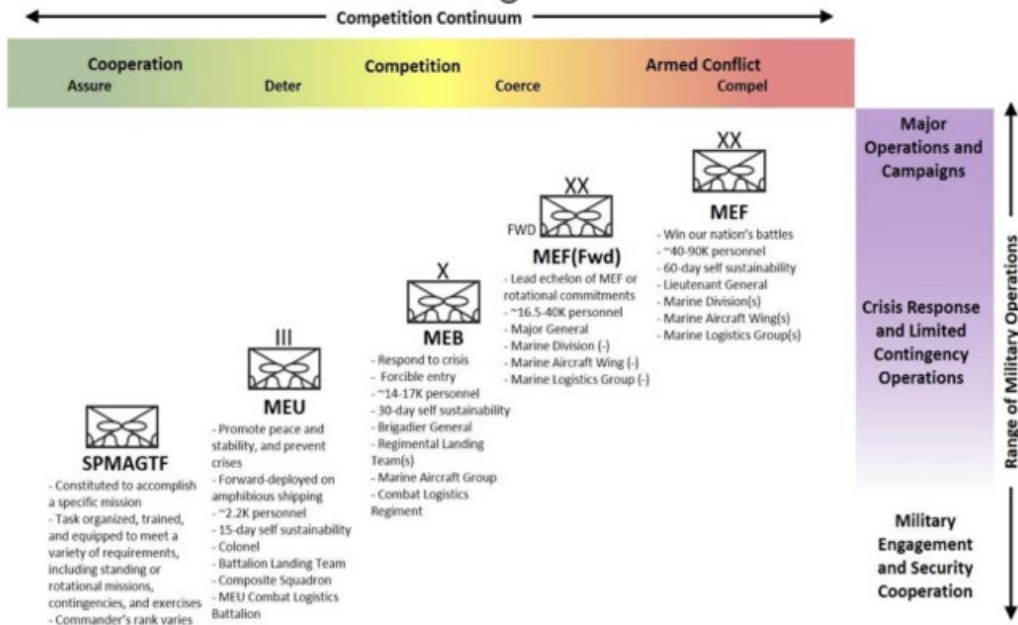 Competition Continuum
Cooperation
Competition
Armed Conflict
Assure
Deter
Coerce
Compel
Major
Operations and
Campaigns
Crisis Response
and Limited
Contingency
Operations
Military
Engagement
and Security
Cooperation
Range of Military Operations
SPMAGTF
- Constituted to accomplish
a specific mission
- Task organized, trained,
and equipped to meet a
variety of requirements,
including standing or
rotational missions,
contingencies, and exercises
- Commander's rank varies
III
MEU
- Promote peace and
stability, and prevent
crises
- Forward-deployed on
amphibious shipping
- ~2.2K personnel
- 15-day self sustainability
- Colonel
- Battalion Landing Team
- Composite Squadron
- MEU Combat Logistics
Battalion
X
MEB
- Respond to crisis
- Forcible entry
- ~14-17K personnel
- 30-day self sustainability
- Brigadier General
- Regimental Landing
Team(s)
- Marine Aircraft Group
- Combat Logistics
Regiment
XX
FWD
MEF(Fwd)
- Lead echelon of MEF or
rotational commitments
- ~16.5-40K personnel
- Major General
- Marine Division (-)
- Marine Aircraft Wing (-)
- Marine Logistics Group (-)
XX
MEF
- Win our nation's battles
- ~40-90K personnel
- 60-day self sustainability
- Lieutenant General
- Marine Division(s)
- Marine Aircraft Wing(s)
- Marine Logistics Group(s)